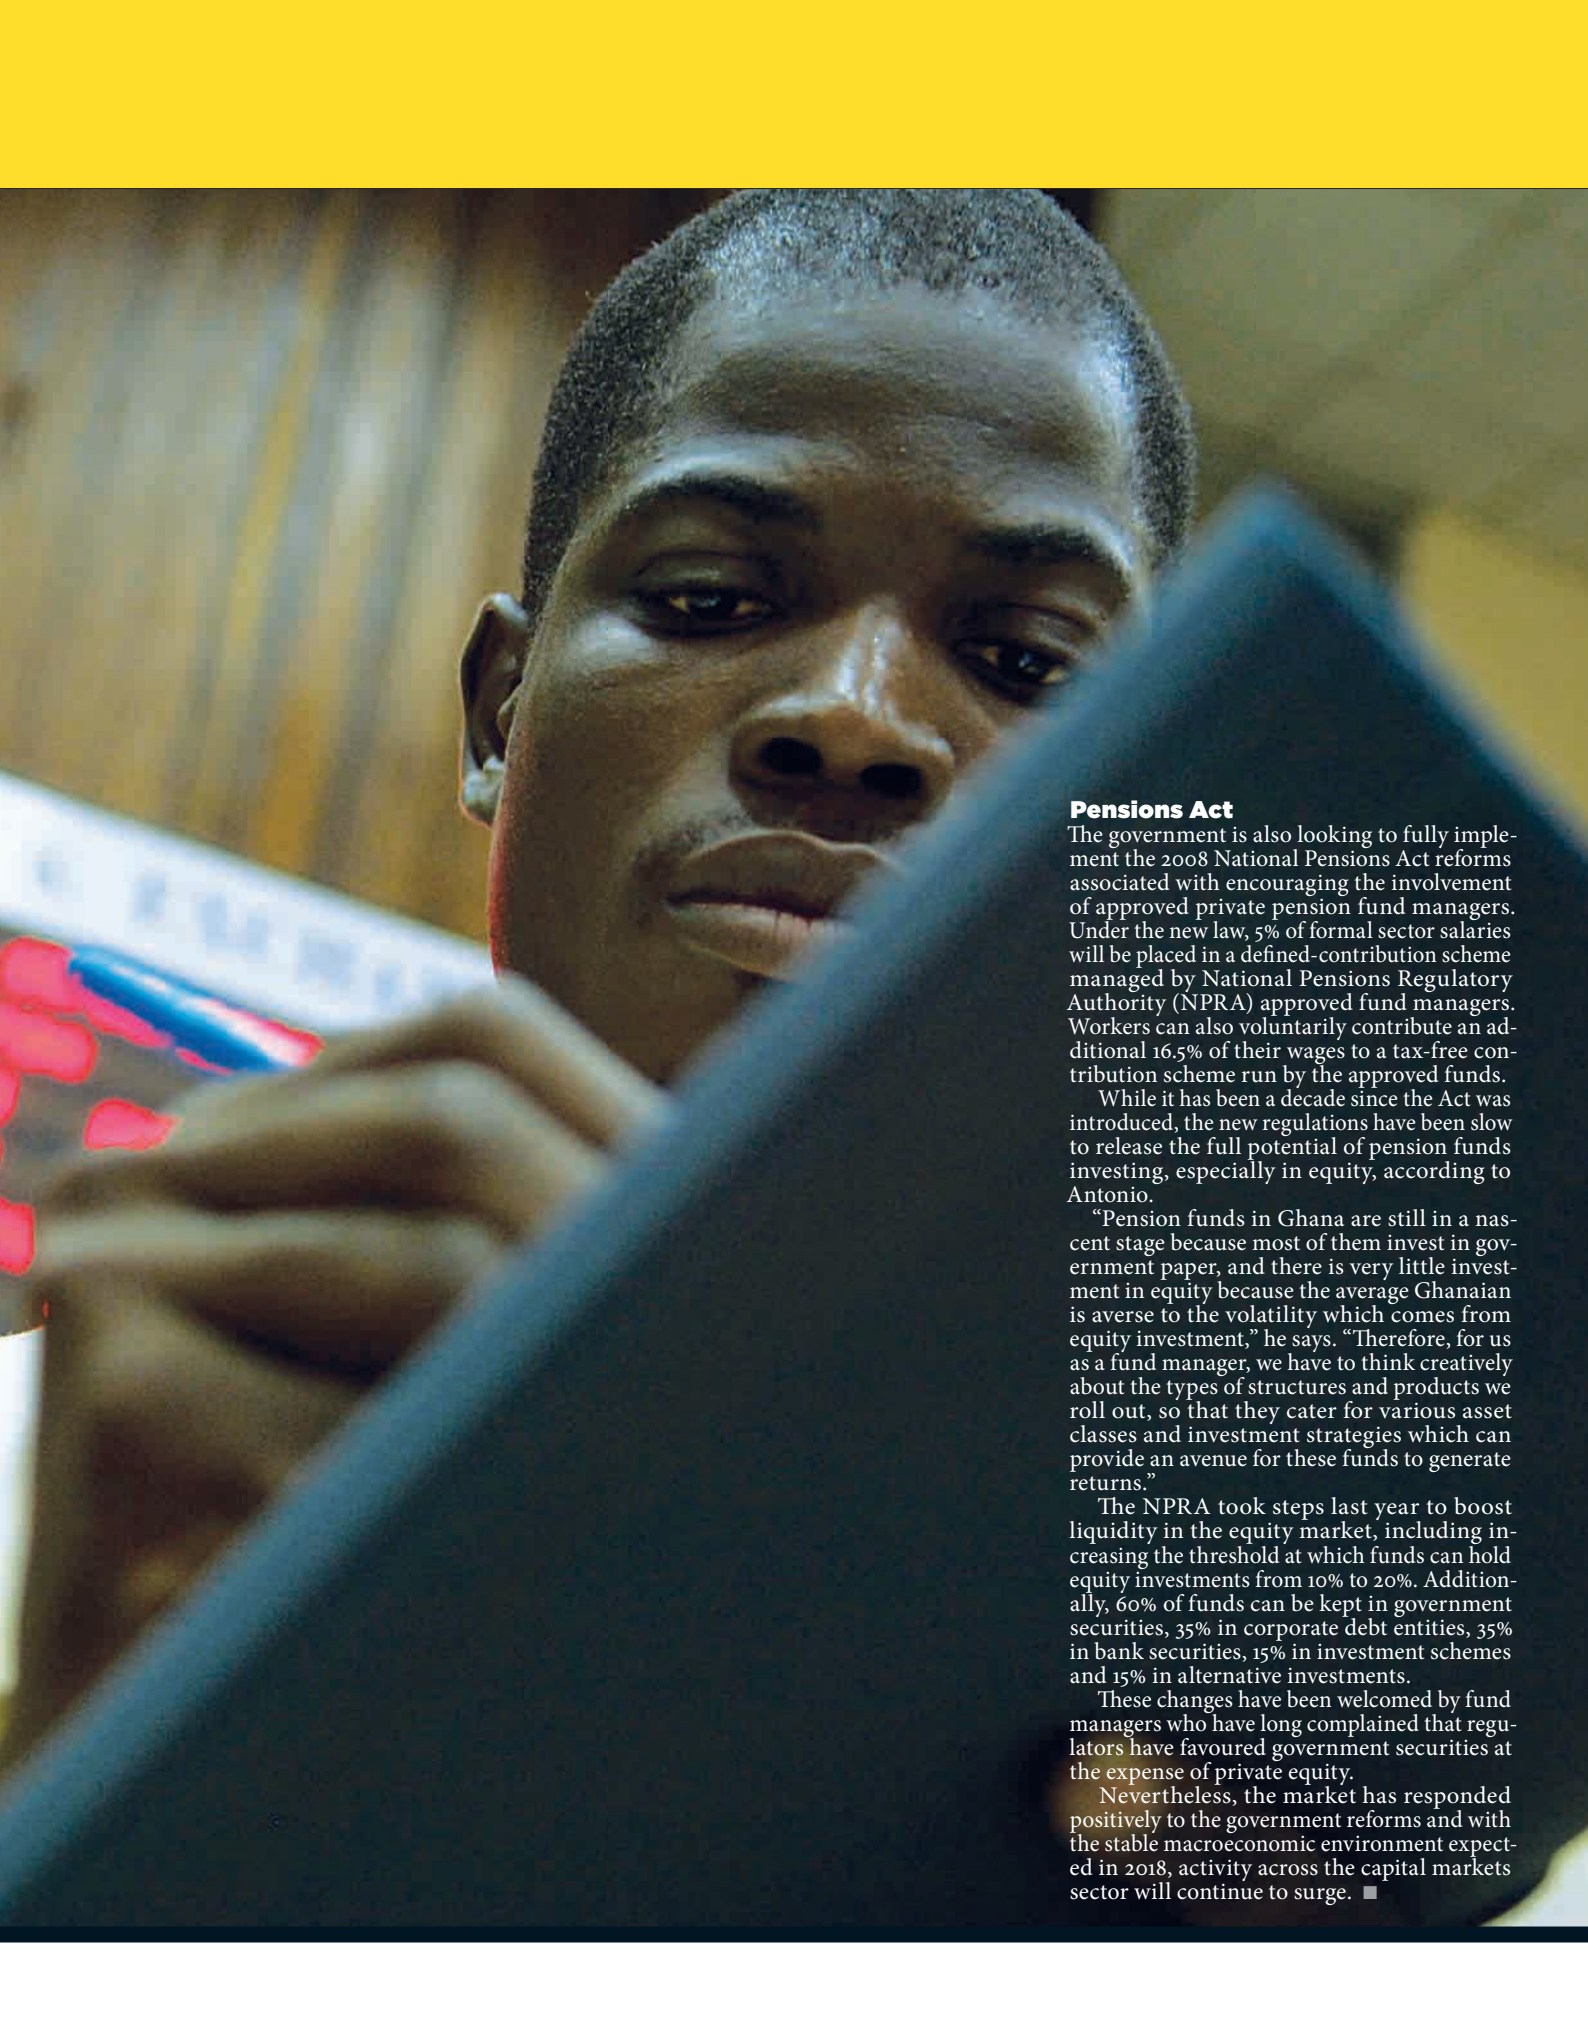 Pensions Act
The government is also looking to fully imple-
ment the 2008 National Pensions Act reforms
associated with encouraging the involvement
of approved private pension fund managers.
Under the new law, 5% of formal sector salaries
will be placed in a defined-contribution scheme
managed by National Pensions Regulatory
Authority (NPRA) approved fund managers.
Workers can also voluntarily contribute an ad-
ditional 16.5% of their wages to a tax-free con-
tribution scheme run by the approved funds.
While it has been a decade since the Act was
introduced, the new regulations have been slow
to release the full potential of pension funds
investing, especially in equity, according to
Antonio.
“Pension funds in Ghana are still in a nas-
cent stage because most of them invest in gov-
ernment paper, and there is very little invest-
ment in equity because the average Ghanaian
is averse to the volatility which comes from
equity investment,” he says. “Therefore, for us
as a fund manager, we have to think creatively
about the types of structures and products we
roll out, so that they cater for various asset
classes and investment strategies which can
provide an avenue for these funds to generate
returns.”
The NPRA took steps last year to boost
liquidity in the equity market, including in-
creasing the threshold at which funds can hold
equity investments from 10% to 20%. Addition-
ally, 60% of funds can be kept in government
securities, 35% in corporate debt entities, 35%
in bank securities, 15% in investment schemes
and 15% in alternative investments.
These changes have been welcomed by fund
managers who have long complained that regu-
lators have favoured government securities at
the expense of private equity.
Nevertheless, the market has responded
positively to the government reforms and with
the stable macroeconomic environment expect-
ed in 2018, activity across the capital markets
sector will continue to surge. ■